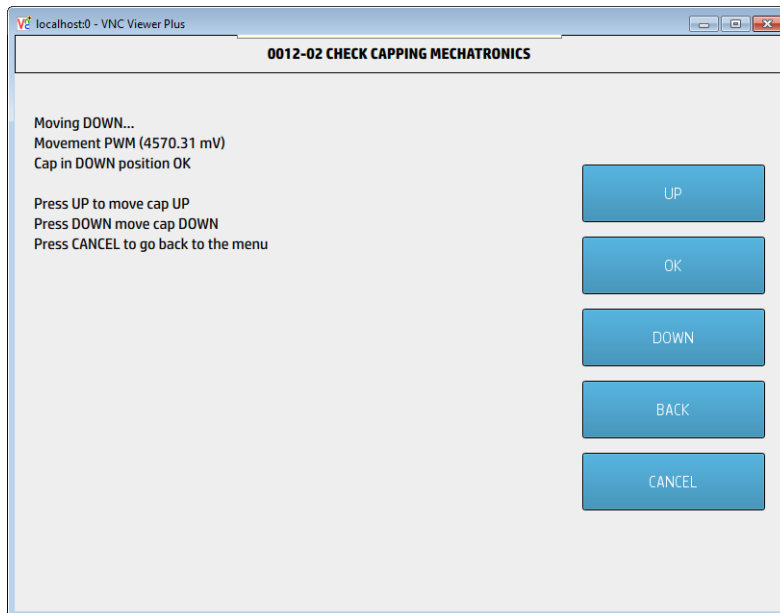 localhost:0 - VNC Viewer Plus
0012-02 CHECK CAPPING MECHATRONICS
Moving DOWN...
Movement PWM (4570.31 mV)
Cap in DOWN position OK
Press UP to move cap UP
Press DOWN move cap DOWN
Press CANCEL to go back to the menu
UP
OK
DOWN
BACK
CANCEL